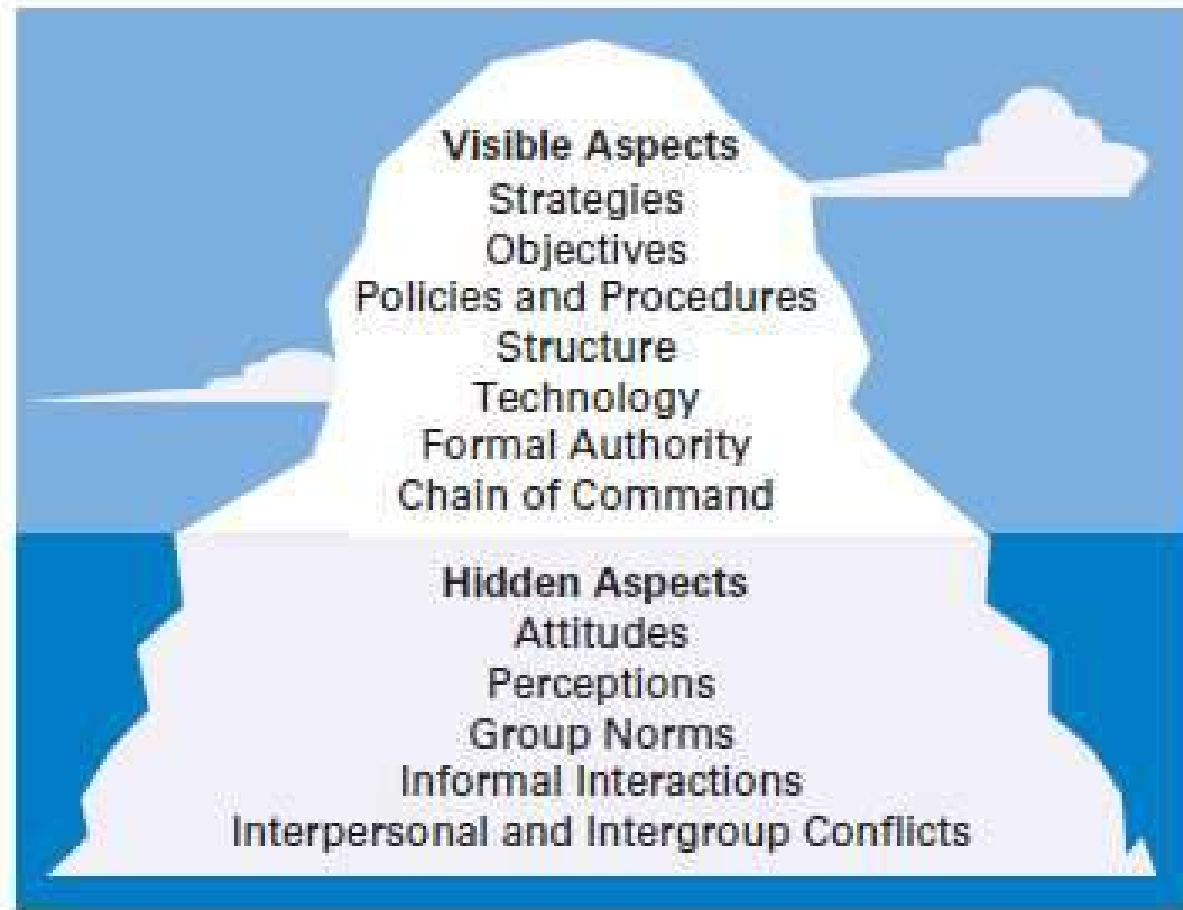 Visible Aspects
Strategies
Objectives
Policies and Procedures
Structure
Technology
Formal Authority
Chain of Command
Hidden Aspects
Attitudes
Perceptions
Group Norms
Informal Interactions
Interpersonal and Intergroup Conflicts